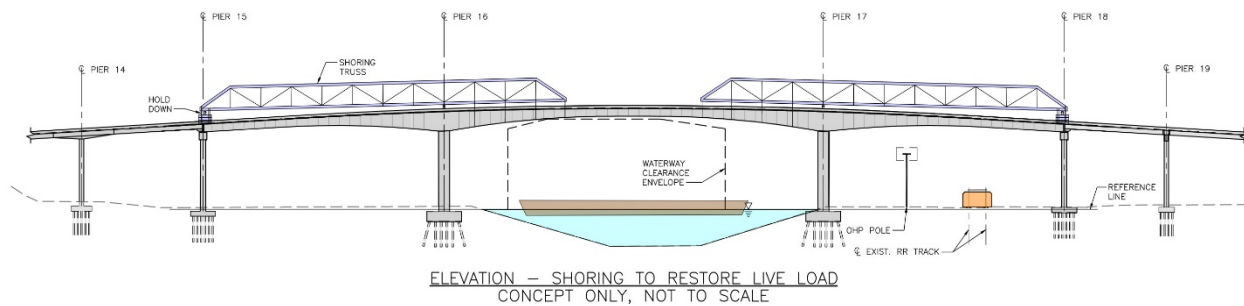 ℄ PIER 15
℄ PIER 16
℄ PIER 17
℄ PIER 18
℄ PIER 14
SHORING
TRUSS
℄ PIER 19
HOLD
DOWN
WATERWAY
CLEARANCE
ENVELOPE
REFERENCE
LINE
OHP POLE
℄ EXIST. RR TRACK
ELEVATION – SHORING TO RESTORE LIVE LOAD
CONCEPT ONLY, NOT TO SCALE